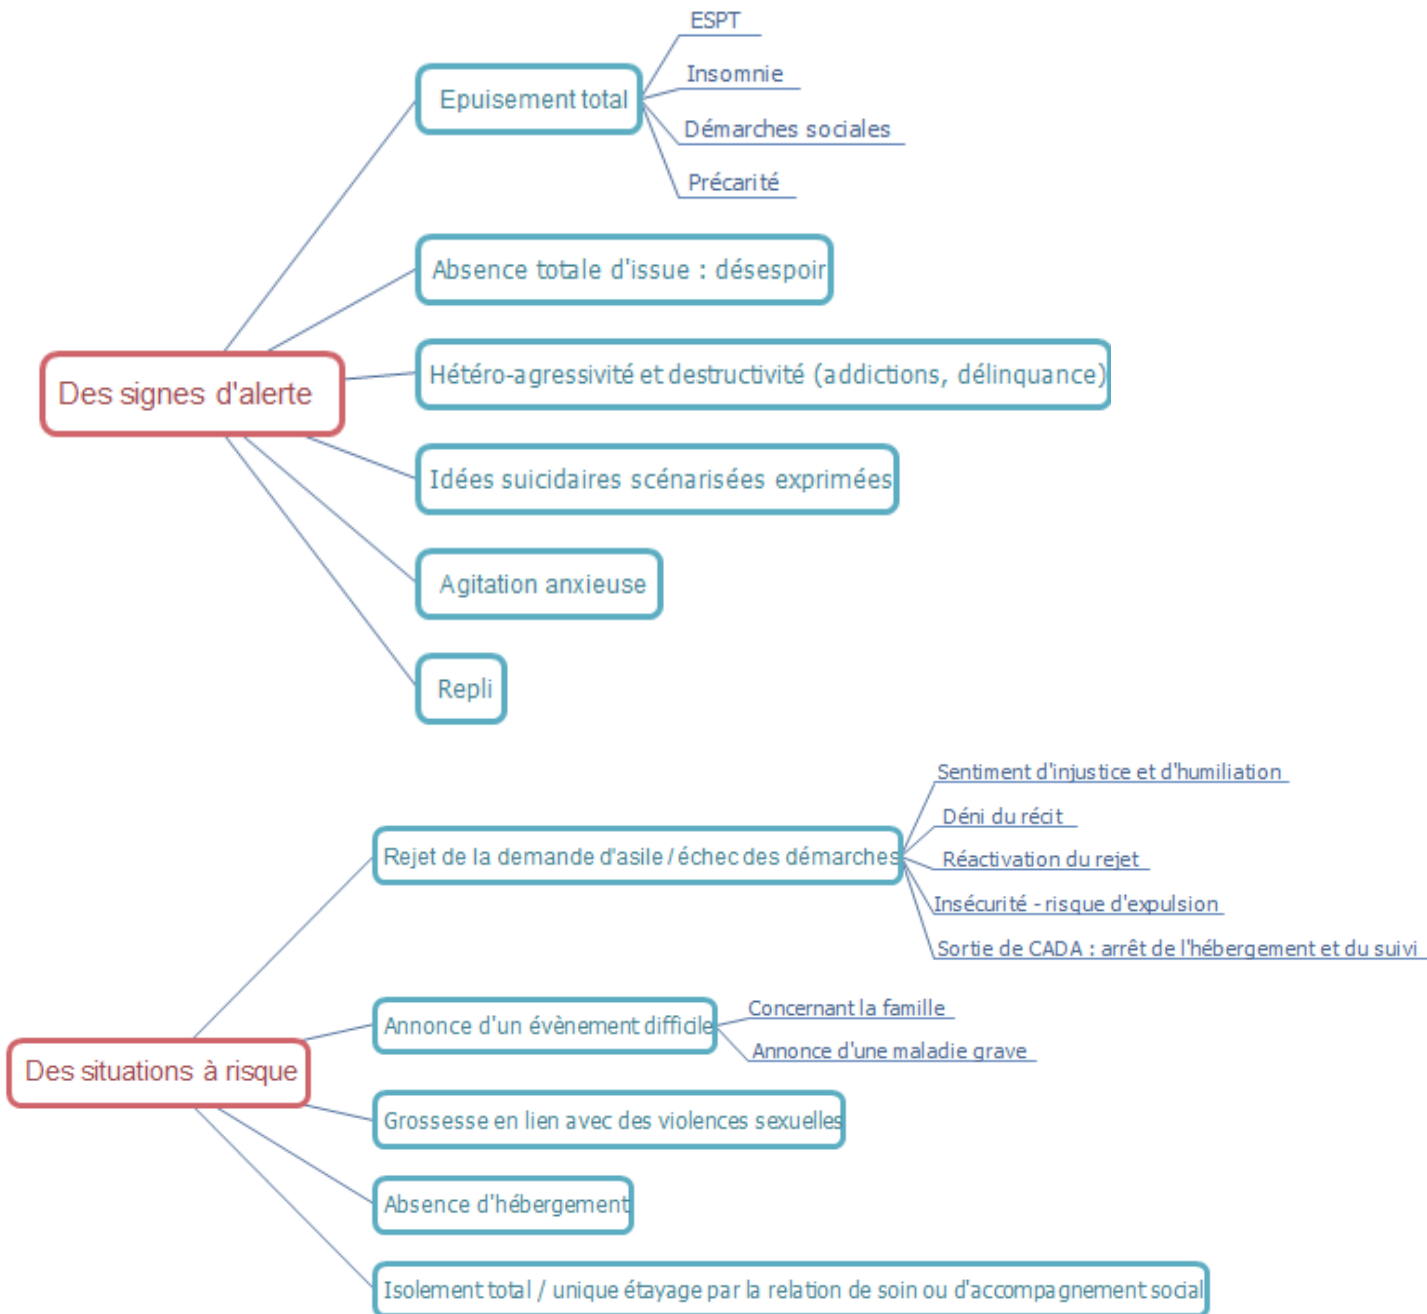 Des signes d'alerte
Epuisement total
ESPT
Insomnie
Démarches sociales
Précarité
Absence totale d'issue : désespoir
Hétéro-agressivité et destructivité (addictions, délinquance)
Idées suicidaires scénarisées exprimées
Agitation anxieuse
Repli
Des situations à risque
Rejet de la demande d'asile / échec des démarches
Sentiment d'injustice et d'humiliation
Déni du récit
Réactivation du rejet
Insécurité - risque d'expulsion
Sortie de CADA : arrêt de l'hébergement et du suivi
Annonce d'un évènement difficile
Concernant la famille
Annonce d'une maladie grave
Grossesse en lien avec des violences sexuelles
Absence d'hébergement
Isolement total / unique étayage par la relation de soin ou d'accompagnement social